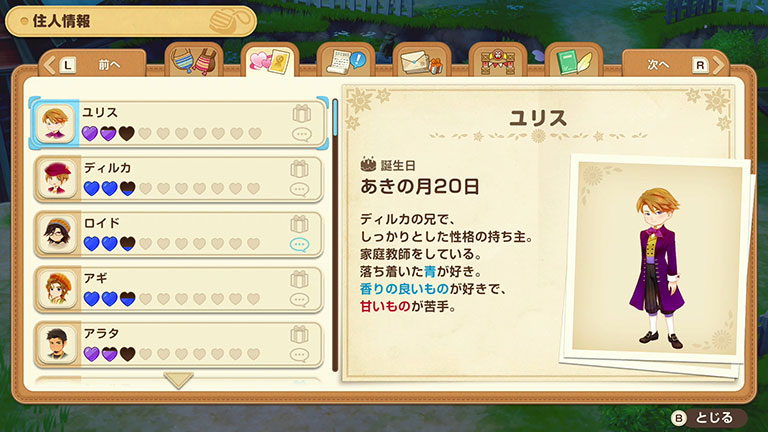 住人情報
L 前へ
次へ R
ユリス
ディルカ
ロイド
アギ
アラタ
ユリス
誕生日
あきの月20日
ディルカの兄で、
しっかりとした性格の持ち主。
家庭教師をしている。
落ち着いた青が好き。
香りの良いものが好きで、
甘いものが苦手。
B とじる